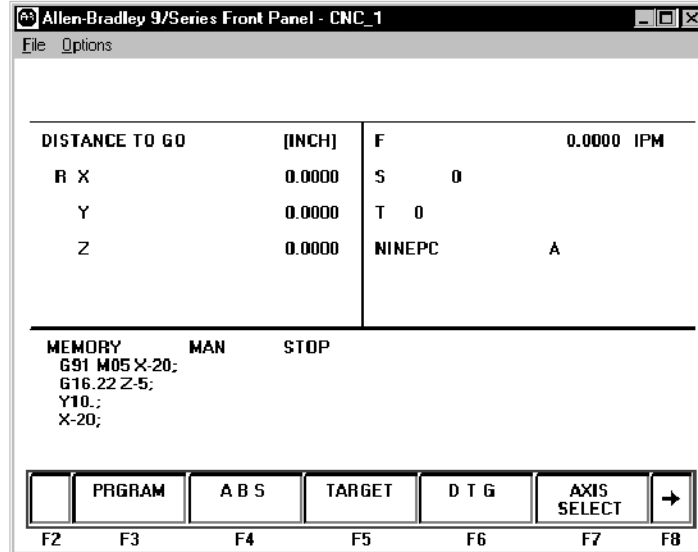 Allen-Bradley 9/Series Front Panel - CNC_1
File Options
DISTANCE TO GO [INCH] F 0.0000 IPM
R X 0.0000 S 0
Y 0.0000 T 0
Z 0.0000 NINEPC A
MEMORY MAN STOP
G91 M05 X-20;
G16.22 Z-5;
Y10.;
X-20;
PRGRAM A B S TARGET D T G AXIS SELECT →
F2 F3 F4 F5 F6 F7 F8